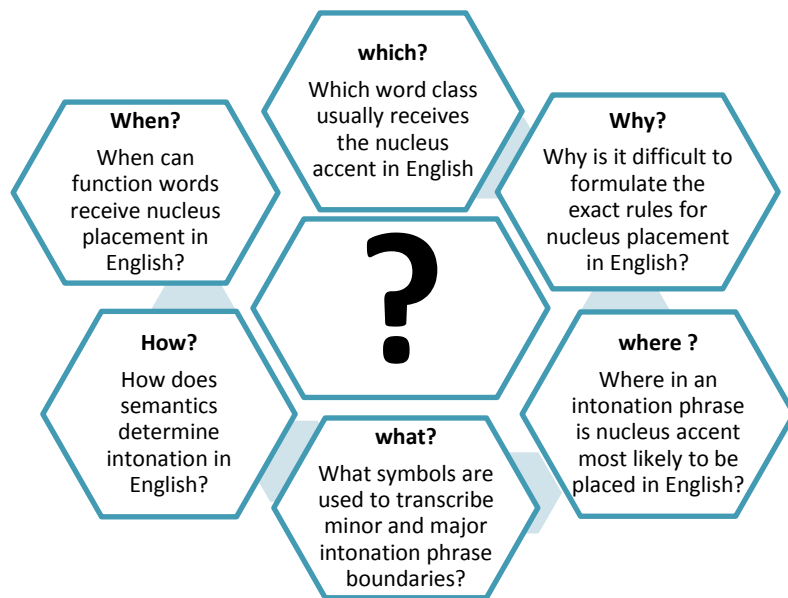 which?
Which word class
usually receives
the nucleus
accent in English
Why?
Why is it difficult to
formulate the
exact rules for
nucleus placement
in English?
where ?
Where in an
intonation phrase
is nucleus accent
most likely to be
placed in English?
what?
What symbols are
used to transcribe
minor and major
intonation phrase
boundaries?
How?
How does
semantics
determine
intonation in
English?
When?
When can
function words
receive nucleus
placement in
English?
?